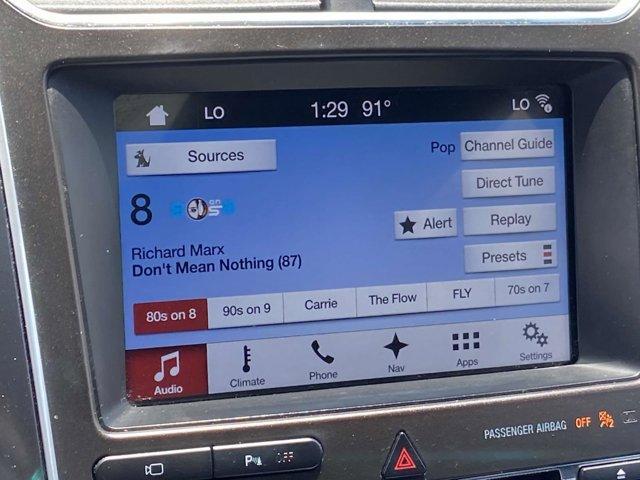 LO 1:29 91° LO
Sources
Pop Channel Guide
Direct Tune
8
Alert Replay
Richard Marx
Don't Mean Nothing (87)
Presets
80s on 8 90s on 9 Carrie The Flow FLY 70s on 7
Audio Climate Phone Nav Apps Settings
PASSENGER AIRBAG OFF
P